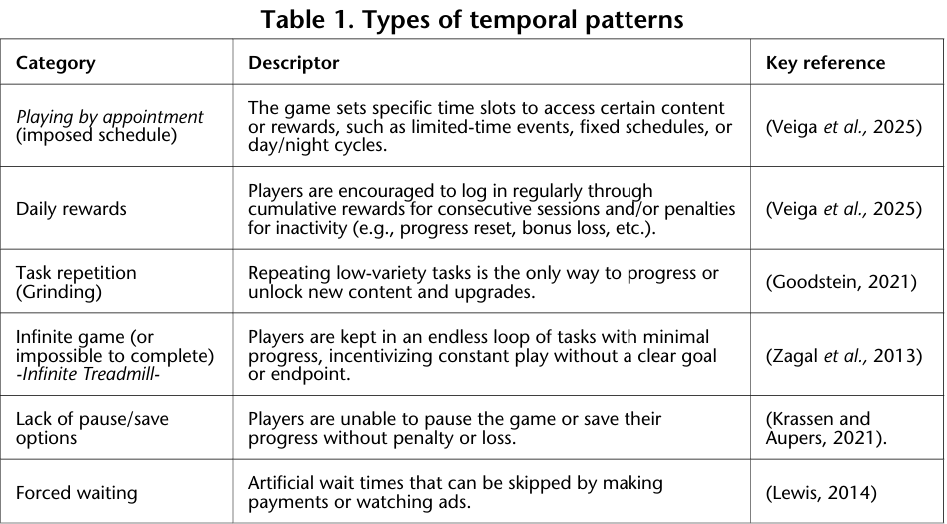 Table 1. Types of temporal patterns
Category
Descriptor
Key reference
Playing by appointment
(imposed schedule)
The game sets specific time slots to access certain content
or rewards, such as limited-time events, fixed schedules, or
day/night cycles.
(Veiga et al., 2025)
Daily rewards
Players are encouraged to log in regularly through
cumulative rewards for consecutive sessions and/or penalties
for inactivity (e.g., progress reset, bonus loss, etc.).
(Veiga et al., 2025)
Task repetition
(Grinding)
Repeating low-variety tasks is the only way to progress or
unlock new content and upgrades.
(Goodstein, 2021)
Infinite game (or
impossible to complete)
-Infinite Treadmill-
Players are kept in an endless loop of tasks with minimal
progress, incentivizing constant play without a clear goal
or endpoint.
(Zagal et al., 2013)
Lack of pause/save
options
Players are unable to pause the game or save their
progress without penalty or loss.
(Krassen and
Aupers, 2021).
Forced waiting
Artificial wait times that can be skipped by making
payments or watching ads.
(Lewis, 2014)